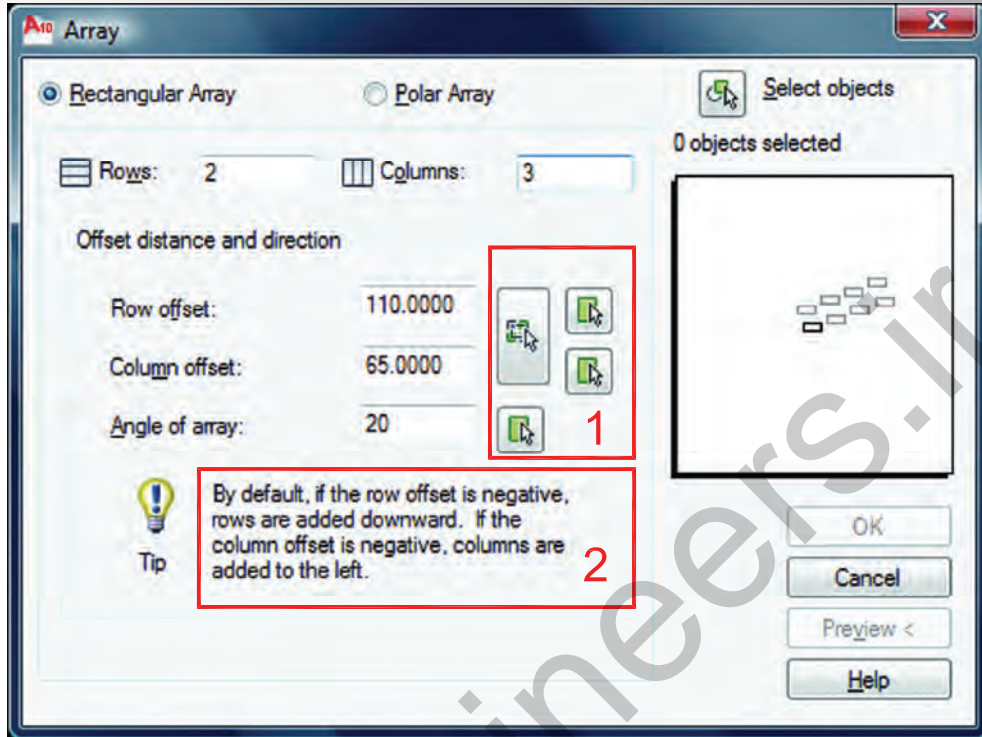 A10 Array
Rectangular Array Polar Array Select objects
0 objects selected
Rows: 2 Columns: 3
Offset distance and direction
Row offset: 110.0000
Column offset: 65.0000
Angle of array: 20
1
Tip
By default, if the row offset is negative,
rows are added downward. If the
column offset is negative, columns are
added to the left.
2
OK
Cancel
Preview <
Help
ineers.ir